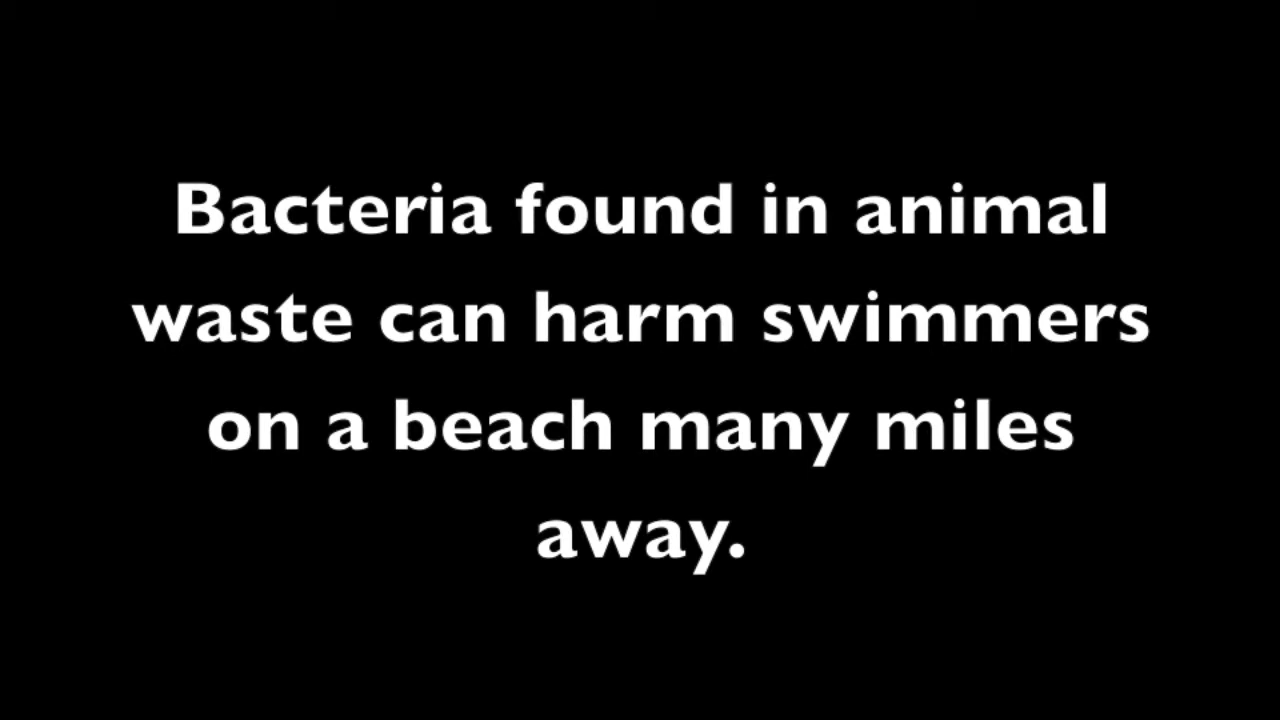 Bacteria found in animal
waste can harm swimmers
on a beach many miles
away.